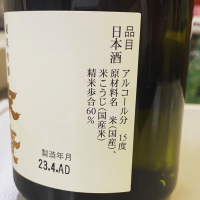 品目
日本酒
アルコール分 15度
原材料名 米(国産)、
米こうじ(国産米)
精米歩合60%
製造年月
23.4.AD